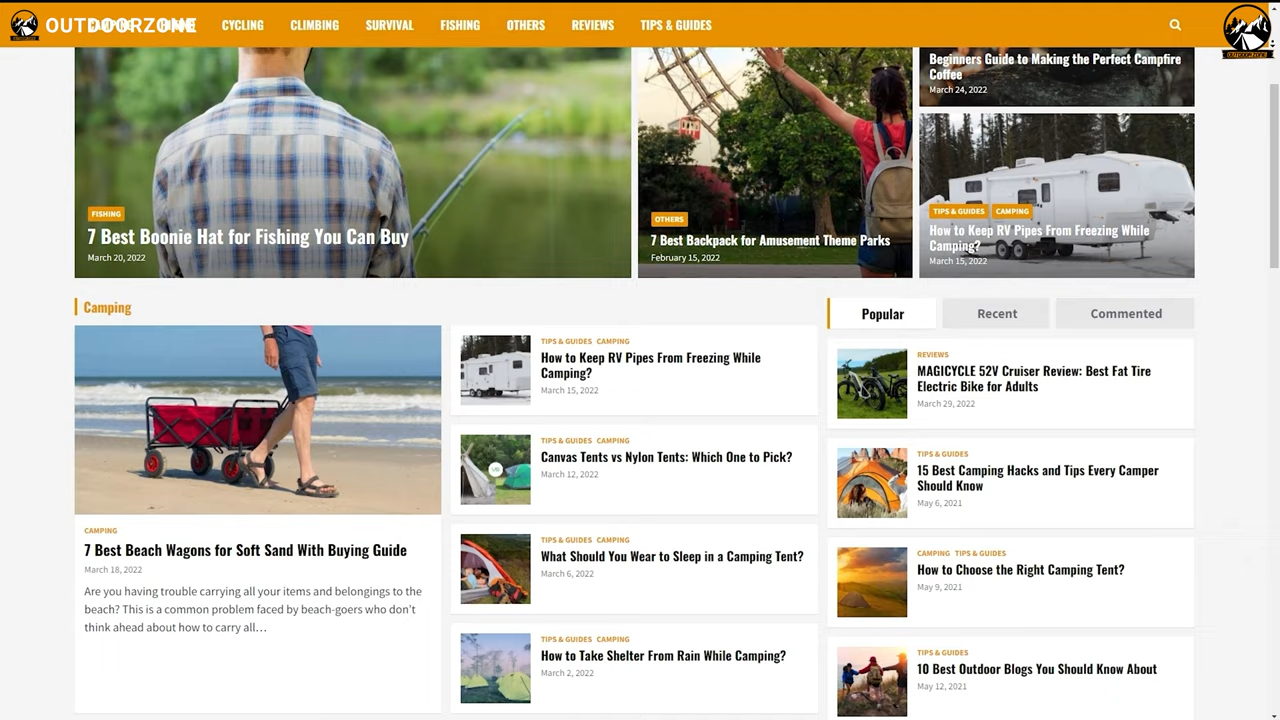 OUTDOORZONE
CYCLING
CLIMBING
SURVIVAL
FISHING
OTHERS
REVIEWS
TIPS & GUIDES
OUTDOORZONE
FISHING
7 Best Boonie Hat for Fishing You Can Buy
March 20, 2022
OTHERS
7 Best Backpack for Amusement Theme Parks
February 15, 2022
Beginners Guide to Making the Perfect Campfire
Coffee
March 24, 2022
TIPS & GUIDES CAMPING
How to Keep RV Pipes From Freezing While
Camping?
March 15, 2022
Camping
CAMPING
7 Best Beach Wagons for Soft Sand With Buying Guide
March 18, 2022
Are you having trouble carrying all your items and belongings to the
beach? This is a common problem faced by beach-goers who don't
think ahead about how to carry all…
TIPS & GUIDES CAMPING
How to Keep RV Pipes From Freezing While
Camping?
March 15, 2022
TIPS & GUIDES CAMPING
Canvas Tents vs Nylon Tents: Which One to Pick?
March 12, 2022
VS
TIPS & GUIDES CAMPING
What Should You Wear to Sleep in a Camping Tent?
March 6, 2022
TIPS & GUIDES CAMPING
How to Take Shelter From Rain While Camping?
March 2, 2022
Popular
Recent
Commented
REVIEWS
MAGICYCLE 52V Cruiser Review: Best Fat Tire
Electric Bike for Adults
March 29, 2022
TIPS & GUIDES
15 Best Camping Hacks and Tips Every Camper
Should Know
May 6, 2021
CAMPING TIPS & GUIDES
How to Choose the Right Camping Tent?
May 9, 2021
TIPS & GUIDES
10 Best Outdoor Blogs You Should Know About
May 12, 2021